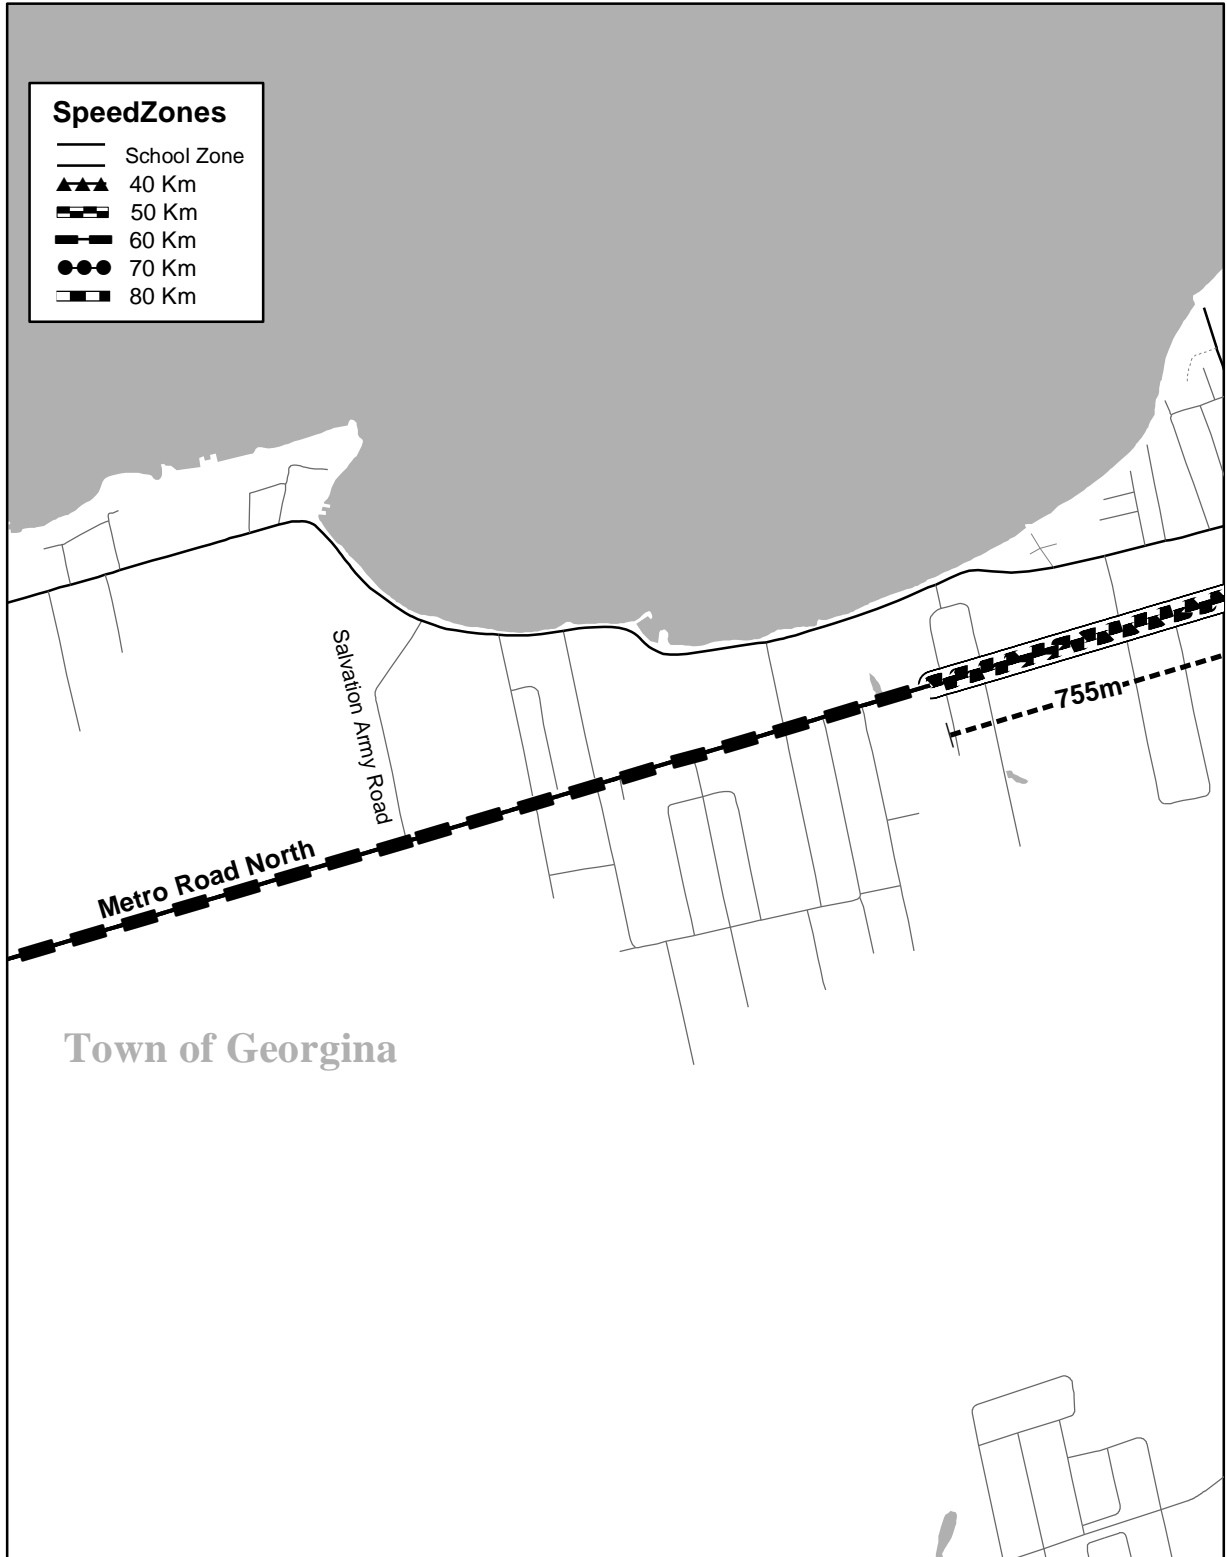 SpeedZones
School Zone
40 Km
50 Km
60 Km
70 Km
80 Km
Salvation Army Road
755m
Metro Road North
Town of Georgina